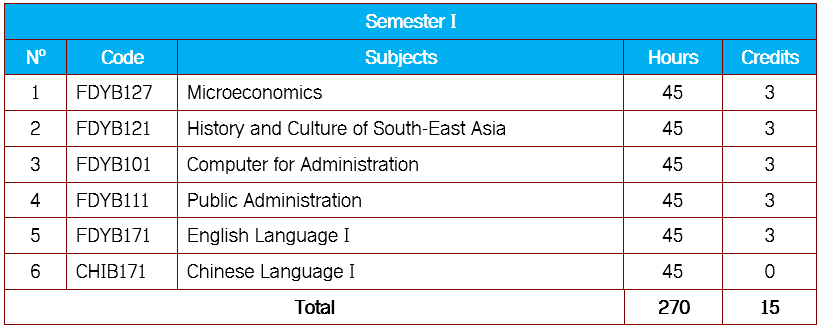 Semester I
Nº Code Subjects Hours Credits
1 FDYB127 Microeconomics 45 3
2 FDYB121 History and Culture of South-East Asia 45 3
3 FDYB101 Computer for Administration 45 3
4 FDYB111 Public Administration 45 3
5 FDYB171 English Language I 45 3
6 CHIB171 Chinese Language I 45 0
Total 270 15